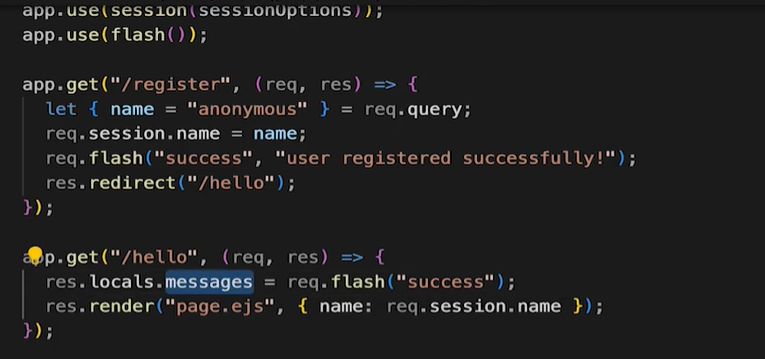 app.use(session(sessionOptions));
app.use(flash());
app.get("/register", (req, res) => {
let { name = "anonymous" } = req.query;
req.session.name = name;
req.flash("success", "user registered successfully!");
res.redirect("/hello");
});
app.get("/hello", (req, res) => {
res.locals.messages = req.flash("success");
res.render("page.ejs", { name: req.session.name });
});